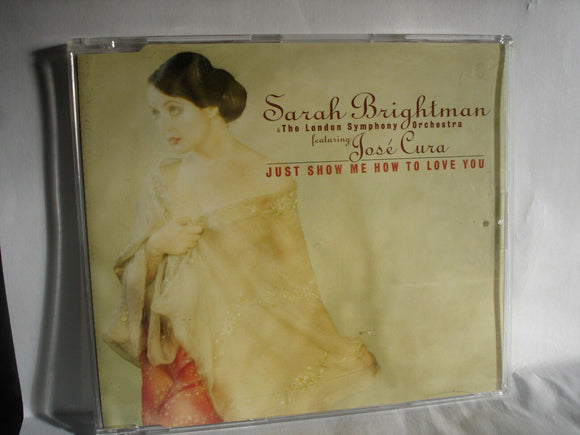 Sarah Brightman
& The London Symphony Orchestra
featuring José Cura
JUST SHOW ME HOW TO LOVE YOU